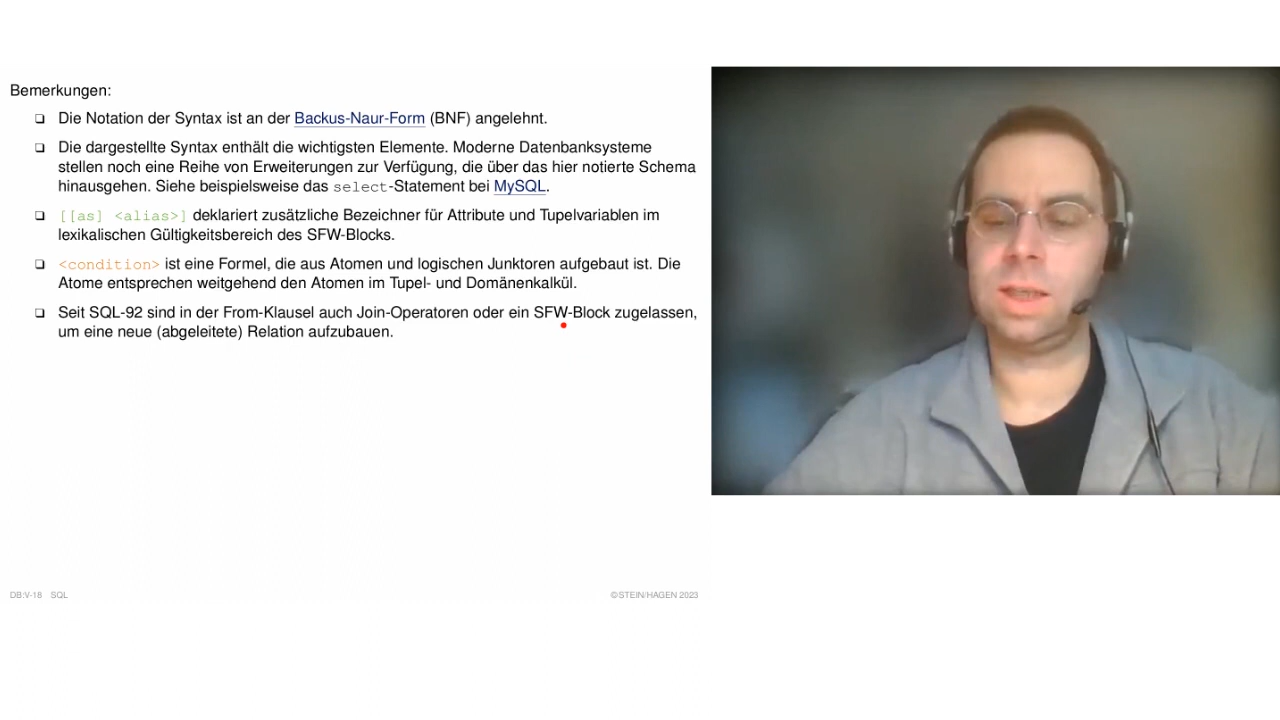 Bemerkungen:
❑ Die Notation der Syntax ist an der Backus-Naur-Form (BNF) angelehnt.
❑ Die dargestellte Syntax enthält die wichtigsten Elemente. Moderne Datenbanksysteme
stellen noch eine Reihe von Erweiterungen zur Verfügung, die über das hier notierte Schema
hinausgehen. Siehe beispielsweise das select-Statement bei MySQL.
❑ [[as] <alias>] deklariert zusätzliche Bezeichner für Attribute und Tupelvariablen im
lexikalischen Gültigkeitsbereich des SFW-Blocks.
❑ <condition> ist eine Formel, die aus Atomen und logischen Junktoren aufgebaut ist. Die
Atome entsprechen weitgehend den Atomen im Tupel- und Domänenkalkül.
❑ Seit SQL-92 sind in der From-Klausel auch Join-Operatoren oder ein SFW-Block zugelassen,
um eine neue (abgeleitete) Relation aufzubauen.
DB:V-18 SQL ©STEIN/HAGEN 2023